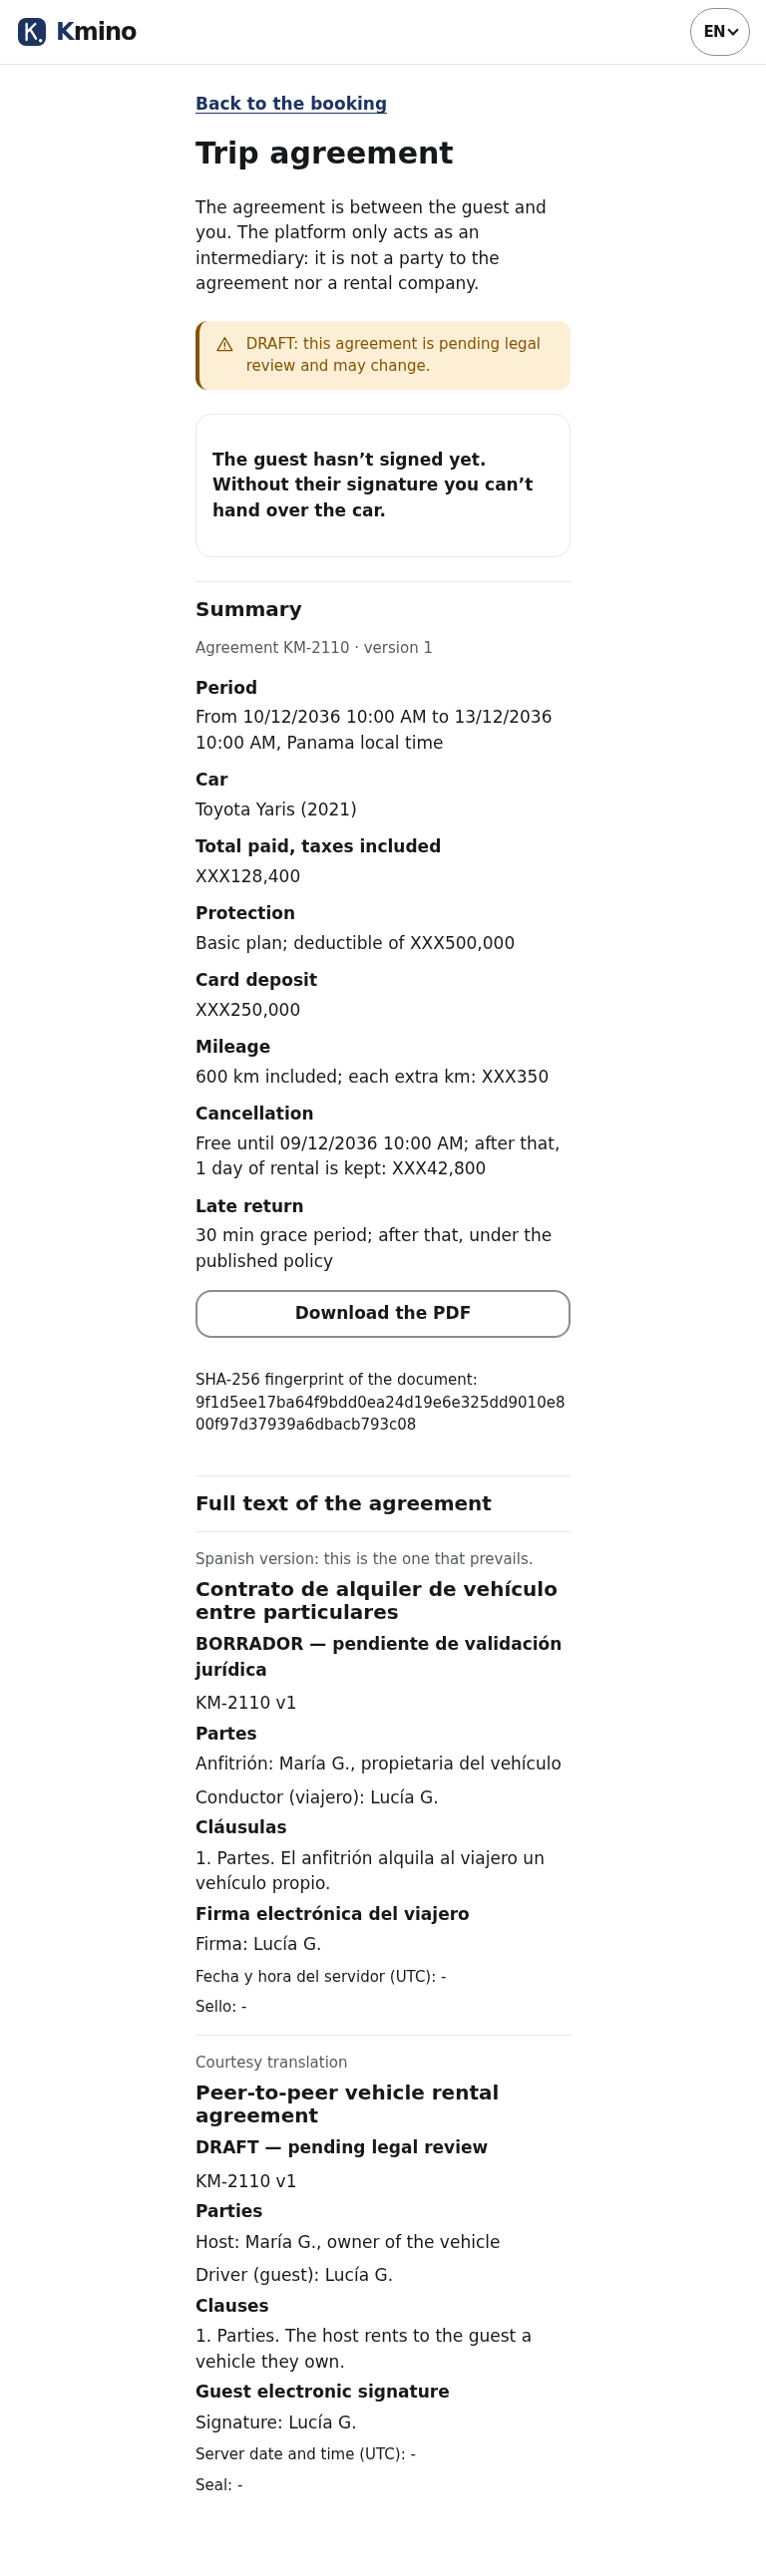 Kmino
EN
Back to the booking
Trip agreement
The agreement is between the guest and
you. The platform only acts as an
intermediary: it is not a party to the
agreement nor a rental company.
DRAFT: this agreement is pending legal
review and may change.
The guest hasn’t signed yet.
Without their signature you can’t
hand over the car.
Summary
Agreement KM-2110 · version 1
Period
From 10/12/2036 10:00 AM to 13/12/2036
10:00 AM, Panama local time
Car
Toyota Yaris (2021)
Total paid, taxes included
XXX128,400
Protection
Basic plan; deductible of XXX500,000
Card deposit
XXX250,000
Mileage
600 km included; each extra km: XXX350
Cancellation
Free until 09/12/2036 10:00 AM; after that,
1 day of rental is kept: XXX42,800
Late return
30 min grace period; after that, under the
published policy
Download the PDF
SHA-256 fingerprint of the document:
9f1d5ee17ba64f9bdd0ea24d19e6e325dd9010e8
00f97d37939a6dbacb793c08
Full text of the agreement
Spanish version: this is the one that prevails.
Contrato de alquiler de vehículo
entre particulares
BORRADOR — pendiente de validación
jurídica
KM-2110 v1
Partes
Anfitrión: María G., propietaria del vehículo
Conductor (viajero): Lucía G.
Cláusulas
1. Partes. El anfitrión alquila al viajero un
vehículo propio.
Firma electrónica del viajero
Firma: Lucía G.
Fecha y hora del servidor (UTC): -
Sello: -
Courtesy translation
Peer-to-peer vehicle rental
agreement
DRAFT — pending legal review
KM-2110 v1
Parties
Host: María G., owner of the vehicle
Driver (guest): Lucía G.
Clauses
1. Parties. The host rents to the guest a
vehicle they own.
Guest electronic signature
Signature: Lucía G.
Server date and time (UTC): -
Seal: -